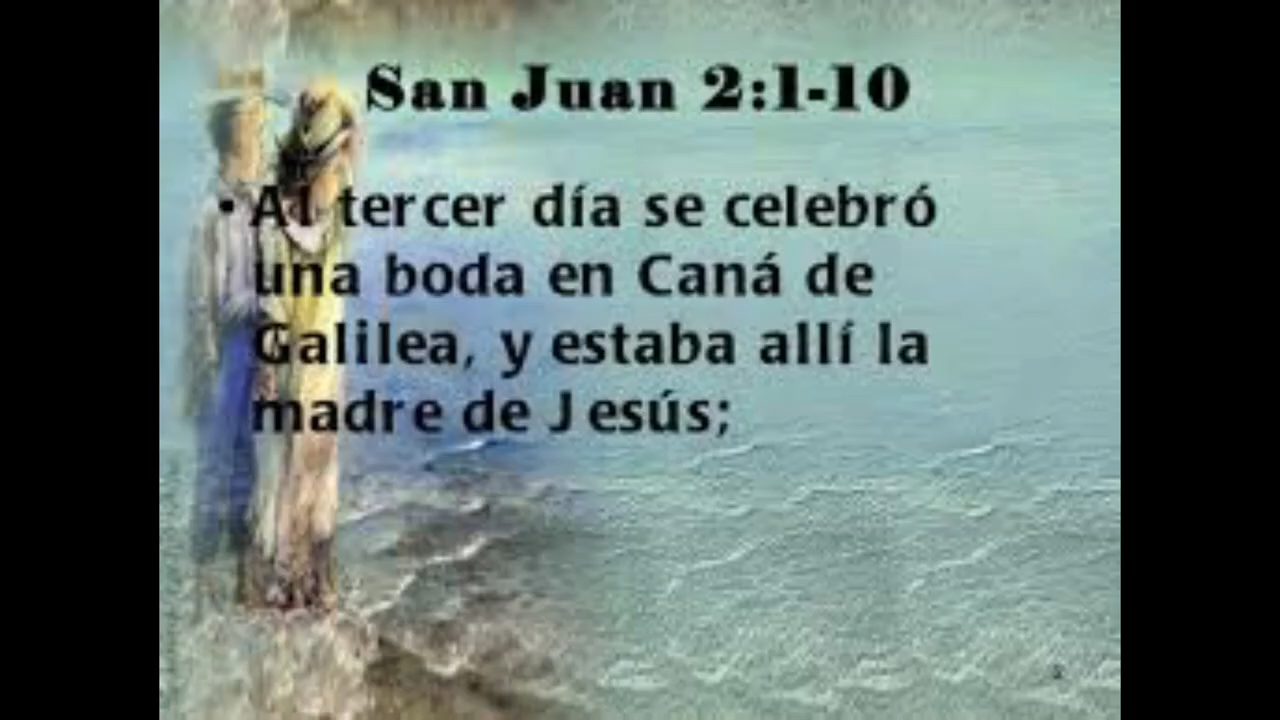 San Juan 2:1-10
• Al tercer día se celebró
una boda en Caná de
Galilea, y estaba allí la
madre de Jesús;